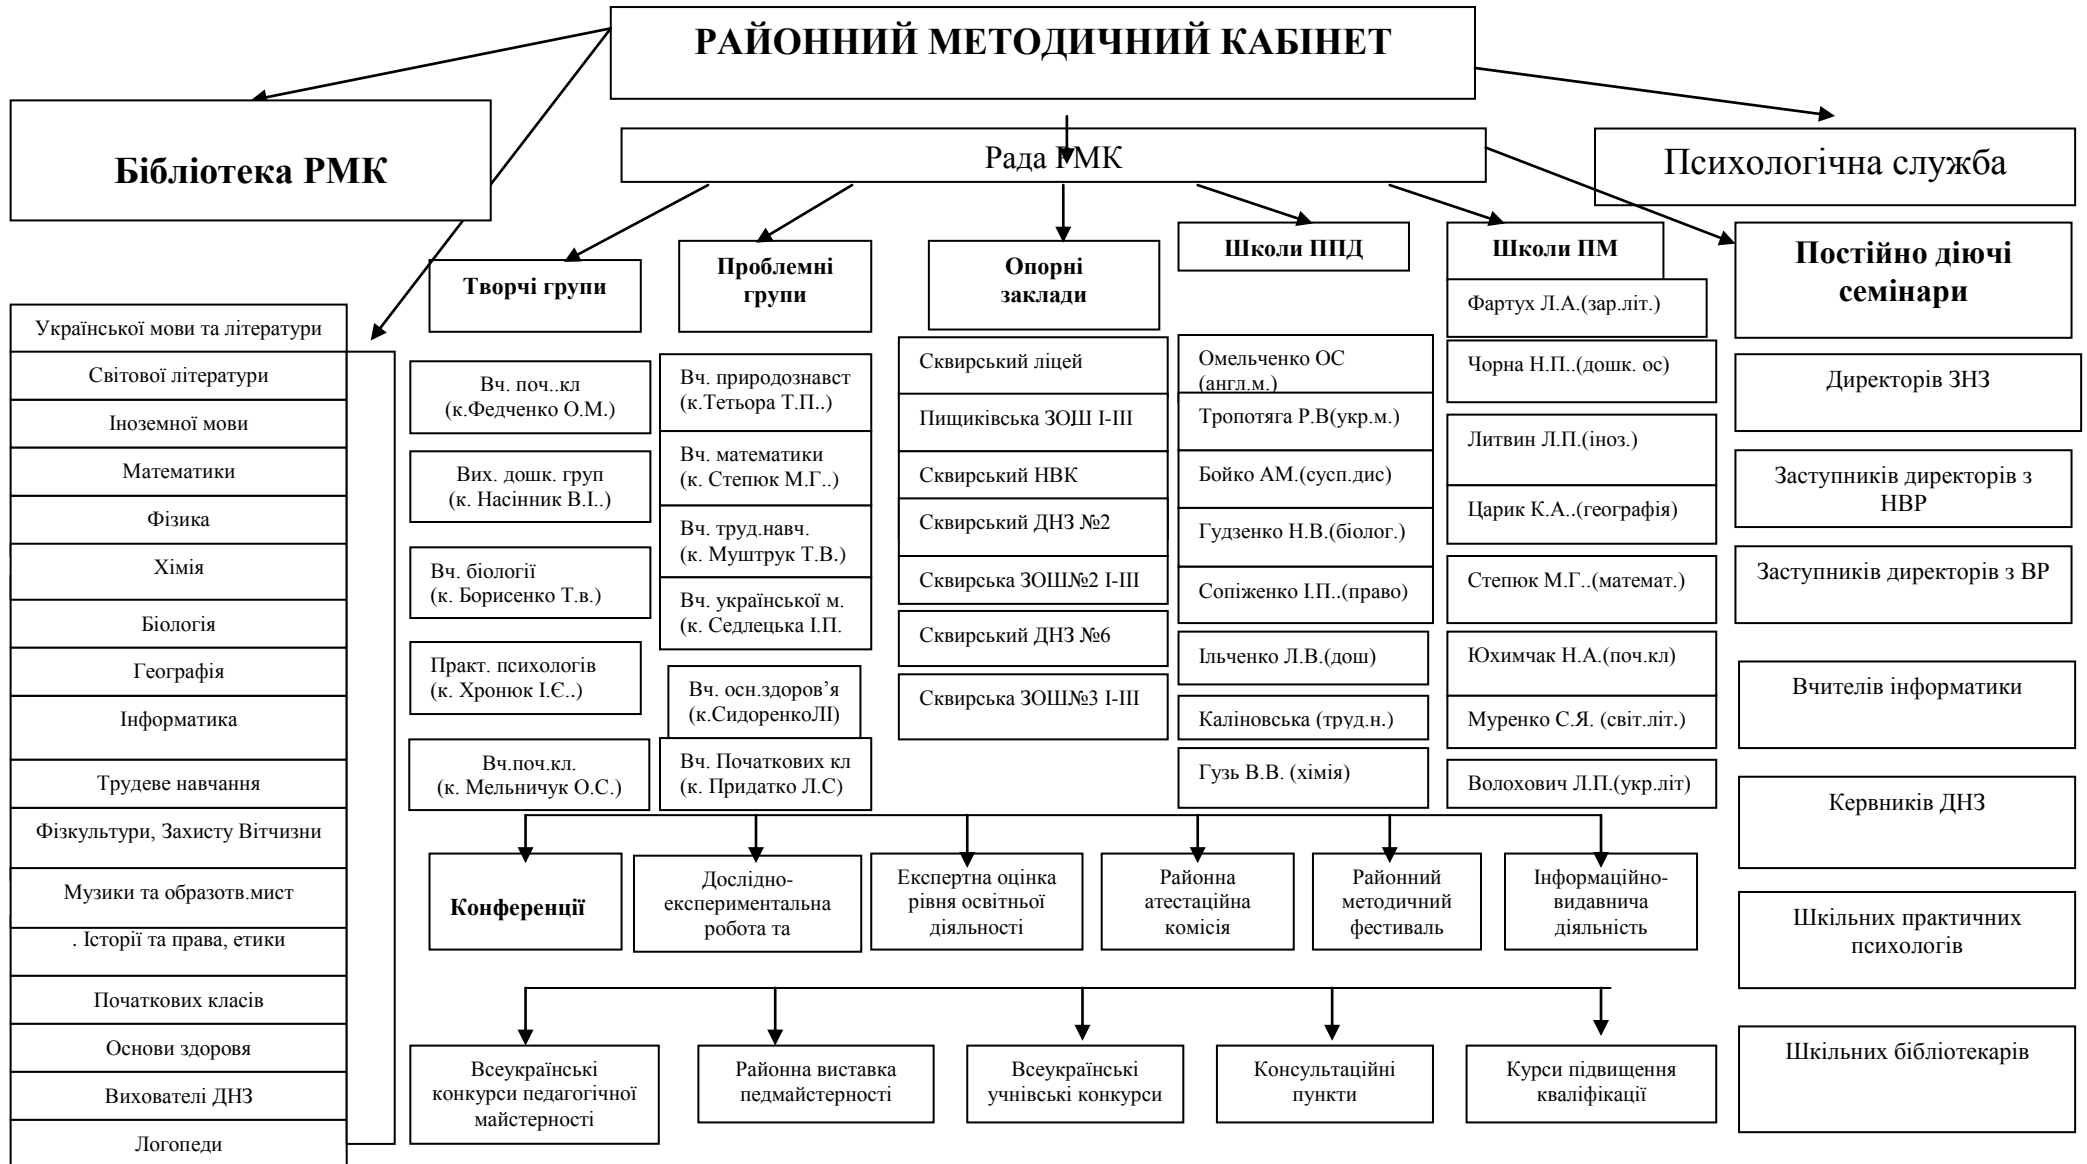 РАЙОННИЙ МЕТОДИЧНИЙ КАБІНЕТ
Бібліотека РМК
Рада РМК
Психологічна служба
Творчі групи
Проблемні
групи
Опорні
заклади
Школи ППД
Школи ПМ
Постійно діючі
семінари
Української мови та літератури
Світової літератури
Іноземної мови
Математики
Фізика
Хімія
Біологія
Географія
Інформатика
Трудеве навчання
Фізкультури, Захисту Вітчизни
Музики та образотв.мист
. Історії та права, етики
Початкових класів
Основи здоровя
Вихователі ДНЗ
Логопеди
Вч. поч..кл
(к.Федченко О.М.)
Вих. дошк. груп
(к. Насінник В.І..)
Вч. біології
(к. Борисенко Т.в.)
Практ. психологів
(к. Хронюк І.Є..)
Вч.поч.кл.
(к. Мельничук О.С.)
Вч. природознавст
(к.Тетьора Т.П..)
Вч. математики
(к. Степюк М.Г..)
Вч. труд.навч.
(к. Муштрук Т.В.)
Вч. української м.
(к. Седлецька І.П.
Вч. осн.здоров’я
(к.СидоренкоЛІ)
Вч. Початкових кл
(к. Придатко Л.С)
Сквирський ліцей
Пищиківська ЗОШ І-ІІІ
Сквирський НВК
Сквирський ДНЗ №2
Сквирська ЗОШ№2 І-ІІІ
Сквирський ДНЗ №6
Сквирська ЗОШ№3 І-ІІІ
Омельченко ОС
(англ.м.)
Тропотяга Р.В(укр.м.)
Бойко АМ.(сусп.дис)
Гудзенко Н.В.(біолог.)
Сопіженко І.П..(право)
Ільченко Л.В.(дош)
Каліновська (труд.н.)
Гузь В.В. (хімія)
Фартух Л.А.(зар.літ.)
Чорна Н.П..(дошк. ос)
Литвин Л.П.(іноз.)
Царик К.А..(географія)
Степюк М.Г..(математ.)
Юхимчак Н.А.(поч.кл)
Муренко С.Я. (світ.літ.)
Волохович Л.П.(укр.літ)
Директорів ЗНЗ
Заступників директорів з
НВР
Заступників директорів з ВР
Вчителів інформатики
Кервників ДНЗ
Шкільних практичних
психологів
Шкільних бібліотекарів
Конференції
Дослідно-
експериментальна
робота та
Експертна оцінка
рівня освітньої
діяльності
Районна
атестаційна
комісія
Районний
методичний
фестиваль
Інформаційно-
видавнича
діяльність
Всеукраїнські
конкурси педагогічної
майстерності
Районна виставка
педмайстерності
Всеукраїнські
учнівські конкурси
Консультаційні
пункти
Курси підвищення
кваліфікації